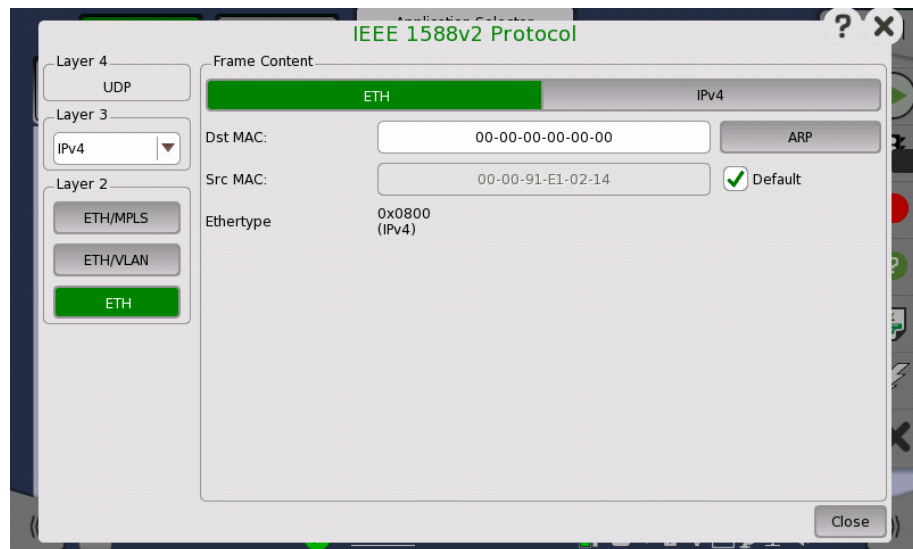 IEEE 1588v2 Protocol
?
Layer 4
UDP
Layer 3
IPv4
Layer 2
ETH/MPLS
ETH/VLAN
ETH
Frame Content
ETH
IPv4
Dst MAC:
00-00-00-00-00-00
ARP
Src MAC:
00-00-91-E1-02-14
Default
Ethertype
0x0800
(IPv4)
Close